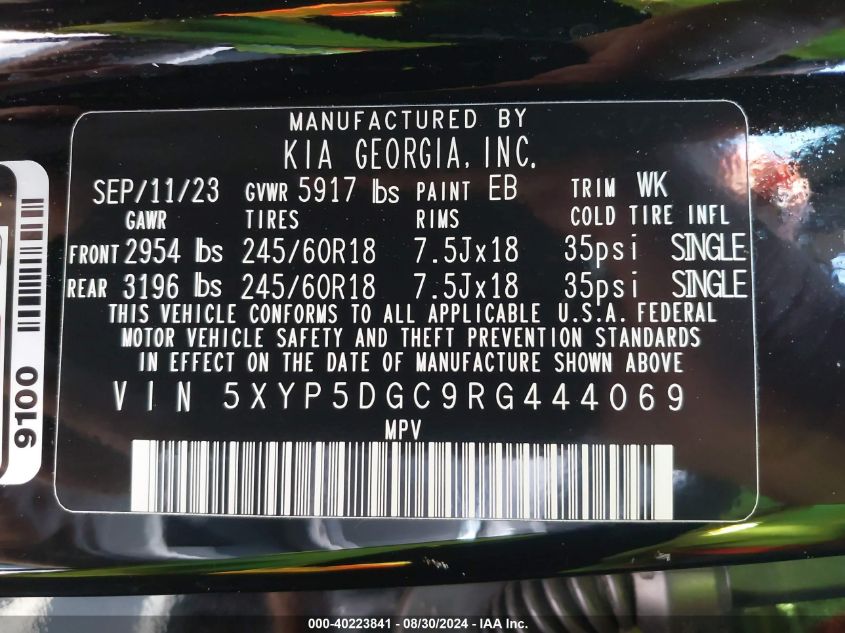 MANUFACTURED BY
KIA GEORGIA, INC.
SEP/11/23 GVWR 5917 lbs PAINT EB TRIM WK
GAWR TIRES RIMS COLD TIRE INFL
FRONT 2954 lbs 245/60R18 7.5Jx18 35psi SINGLE
REAR 3196 lbs 245/60R18 7.5Jx18 35psi SINGLE
THIS VEHICLE CONFORMS TO ALL APPLICABLE U.S.A. FEDERAL
MOTOR VEHICLE SAFETY AND THEFT PREVENTION STANDARDS
IN EFFECT ON THE DATE OF MANUFACTURE SHOWN ABOVE
VIN 5XYP5DGC9RG444069
MPV
9100
000-40223841 - 08/30/2024 - IAA Inc.